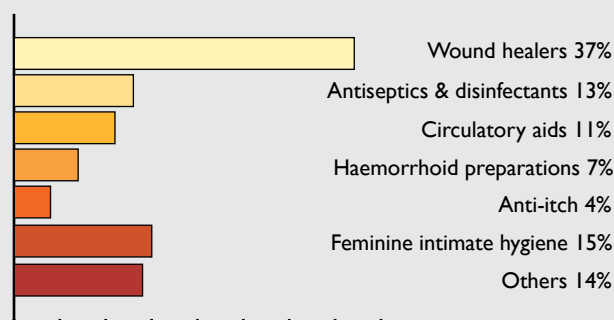 Wound healers 37%
Antiseptics & disinfectants 13%
Circulatory aids 11%
Haemorrhoid preparations 7%
Anti-itch 4%
Feminine intimate hygiene 15%
Others 14%